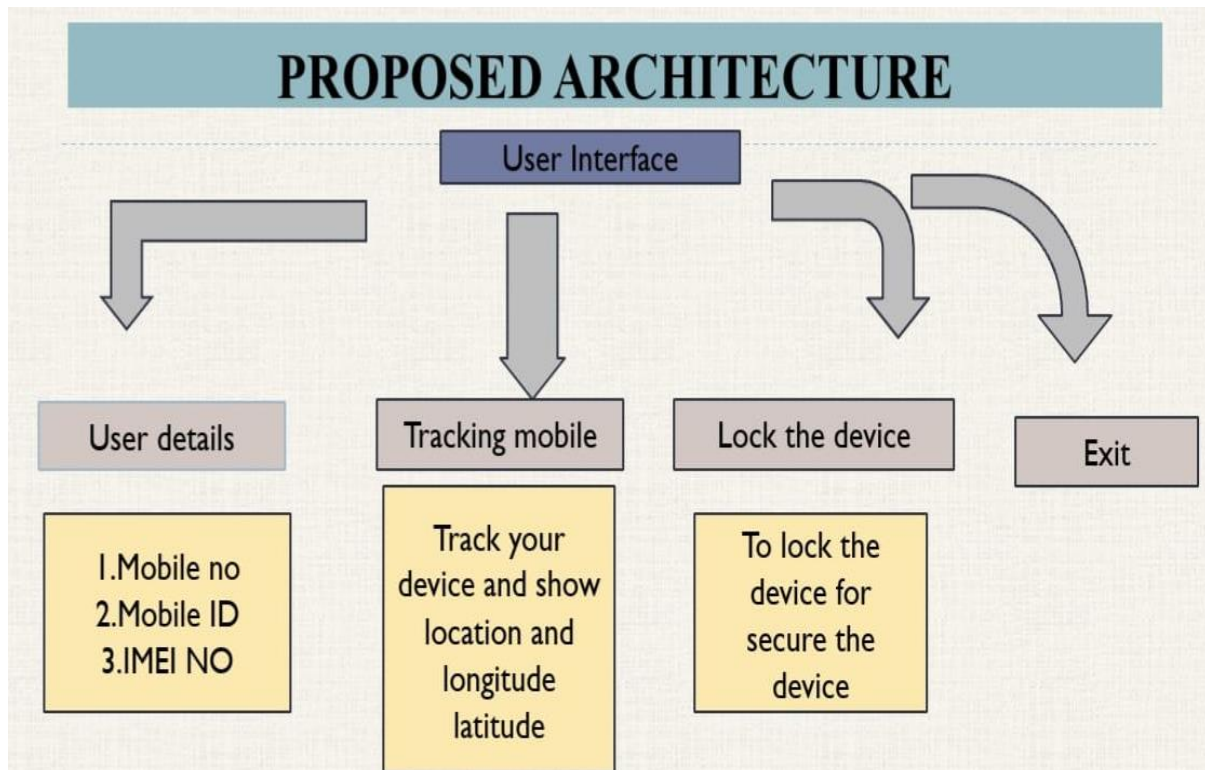 PROPOSED ARCHITECTURE
User Interface
User details
1.Mobile no
2.Mobile ID
3.IMEI NO
Tracking mobile
Track your
device and show
location and
longitude
latitude
Lock the device
To lock the
device for
secure the
device
Exit